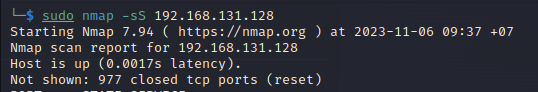 └─$ sudo nmap -sS 192.168.131.128
Starting Nmap 7.94 ( https://nmap.org ) at 2023-11-06 09:37 +07
Nmap scan report for 192.168.131.128
Host is up (0.0017s latency).
Not shown: 977 closed tcp ports (reset)